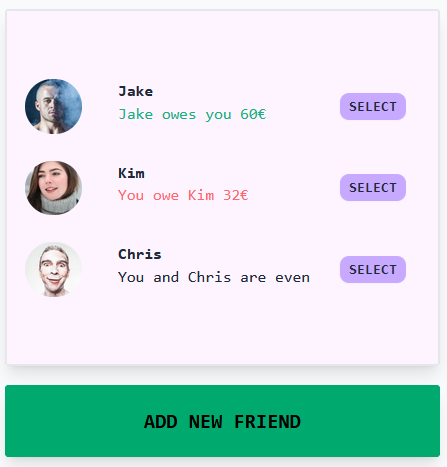 Jake
Jake owes you 60€
SELECT
Kim
You owe Kim 32€
SELECT
Chris
You and Chris are even
SELECT
ADD NEW FRIEND